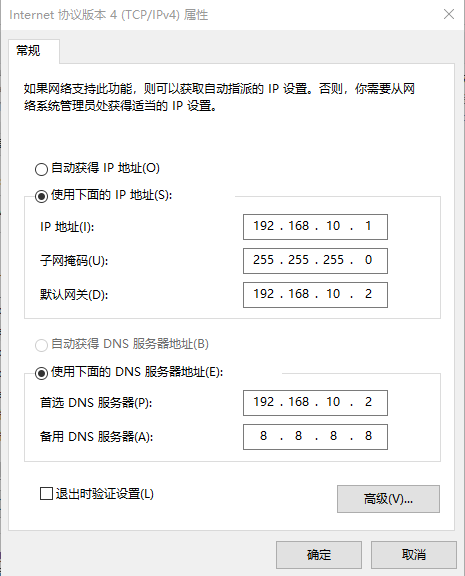 Internet 协议版本 4 (TCP/IPv4) 属性
常规
如果网络支持此功能，则可以获取自动指派的 IP 设置。否则，你需要从网
络系统管理员处获得适当的 IP 设置。
自动获得 IP 地址(O)
使用下面的 IP 地址(S):
IP 地址(I): 192 . 168 . 10 . 1
子网掩码(U): 255 . 255 . 255 . 0
默认网关(D): 192 . 168 . 10 . 2
自动获得 DNS 服务器地址(B)
使用下面的 DNS 服务器地址(E):
首选 DNS 服务器(P): 192 . 168 . 10 . 2
备用 DNS 服务器(A): 8 . 8 . 8 . 8
退出时验证设置(L)
高级(V)...
确定 取消